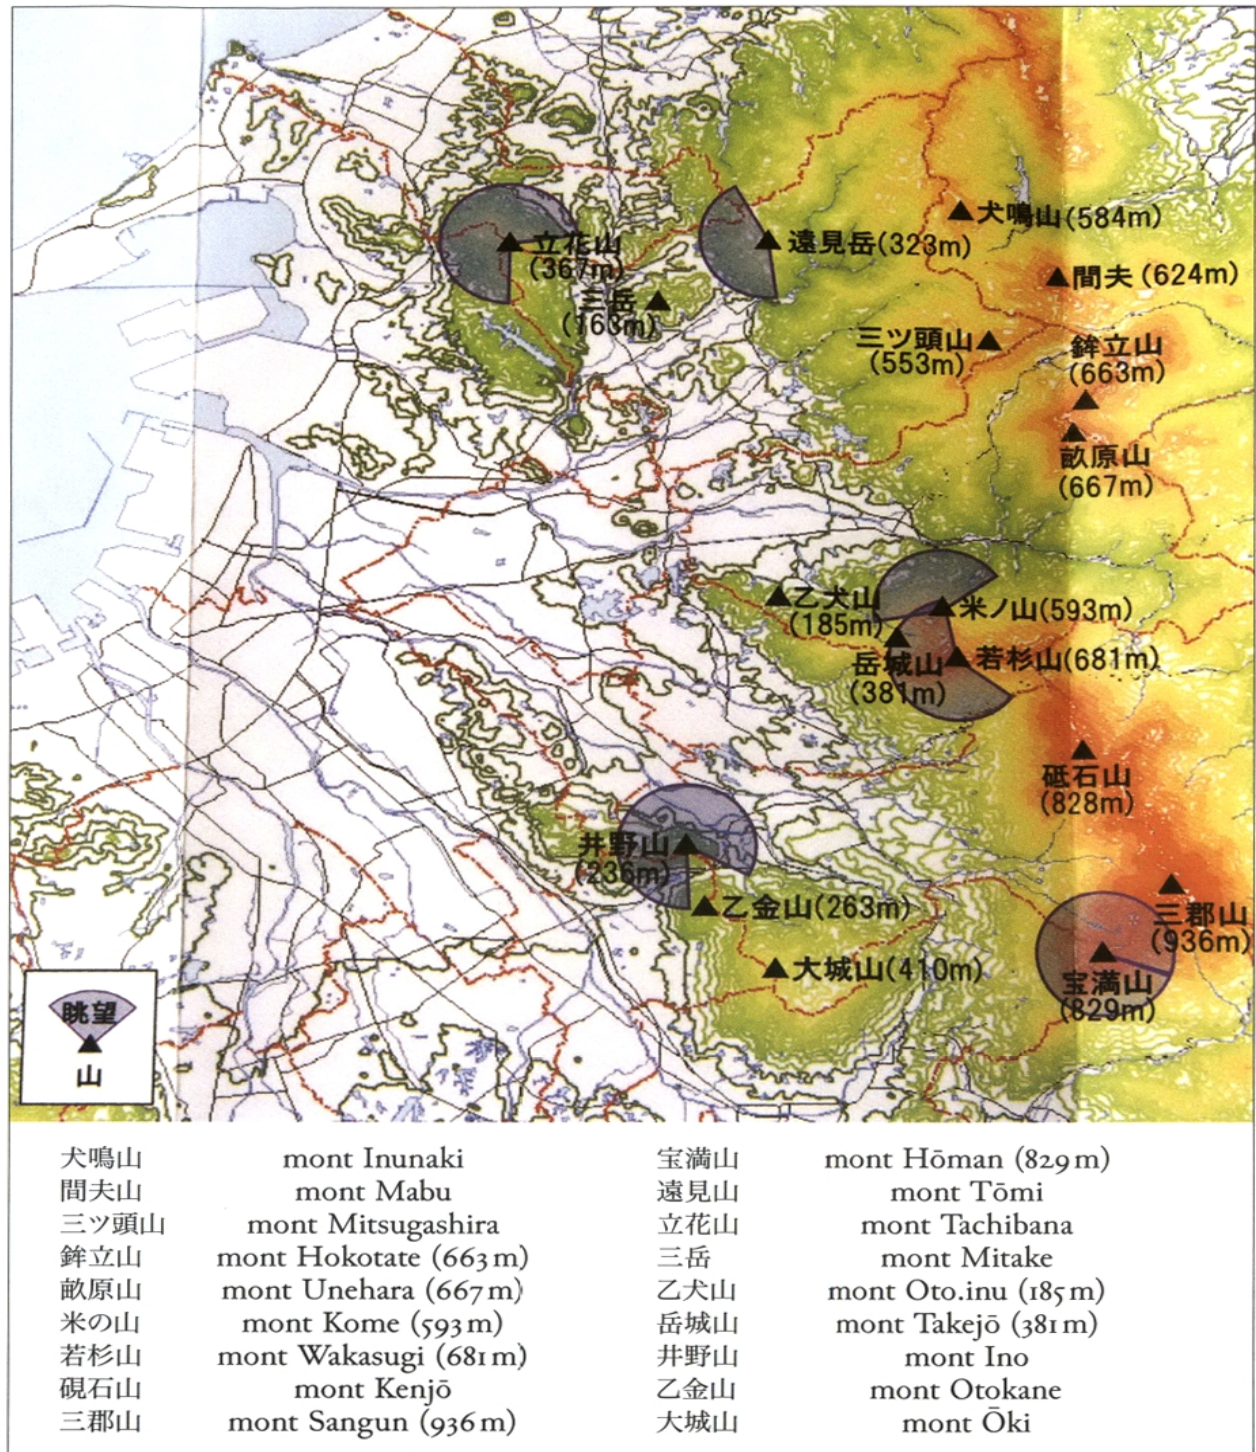 犬鳴山(584m)
立花山
(367m)
遠見岳(323m)
間夫(624m)
三岳
(163m)
三ツ頭山
(553m)
鉾立山
(663m)
畝原山
(667m)
乙犬山
(185m)
米ノ山(593m)
岳城山
(381m)
若杉山(681m)
砥石山
(828m)
井野山
(236m)
乙金山(263m)
三郡山
(936m)
大城山(410m)
宝満山
(829m)
眺望
山
犬鳴山 mont Inunaki
間夫山 mont Mabu
三ツ頭山 mont Mitsugashira
鉾立山 mont Hokotate (663 m)
畝原山 mont Unehara (667 m)
米の山 mont Kome (593 m)
若杉山 mont Wakasugi (681 m)
硯石山 mont Kenjō
三郡山 mont Sangun (936 m)
宝満山 mont Hōman (829 m)
遠見山 mont Tōmi
立花山 mont Tachibana
三岳 mont Mitake
乙犬山 mont Oto.inu (185 m)
岳城山 mont Takejō (381 m)
井野山 mont Ino
乙金山 mont Otokane
大城山 mont Ōki